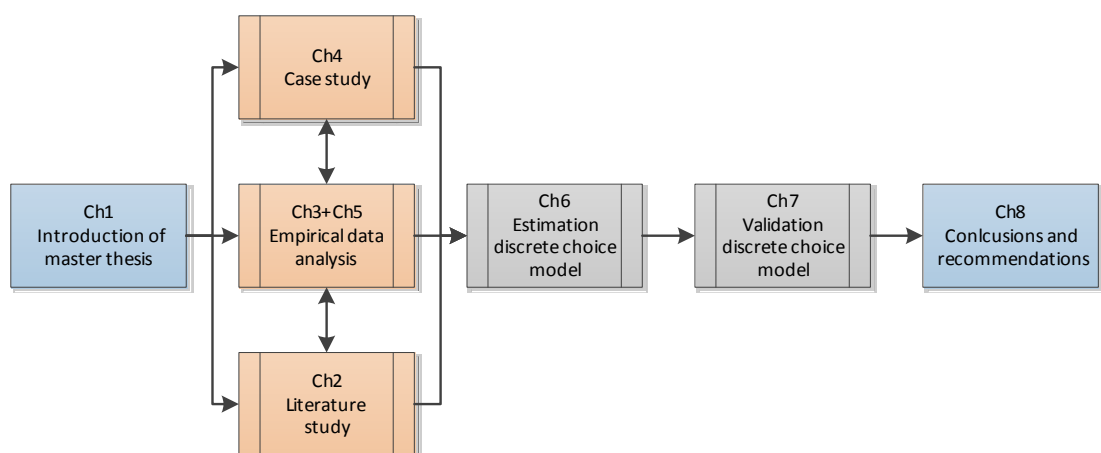 Ch4
Case study
Ch1
Introduction of
master thesis
Ch3+Ch5
Empirical data
analysis
Ch6
Estimation
discrete choice
model
Ch7
Validation
discrete choice
model
Ch8
Conlcusions and
recommendations
Ch2
Literature
study